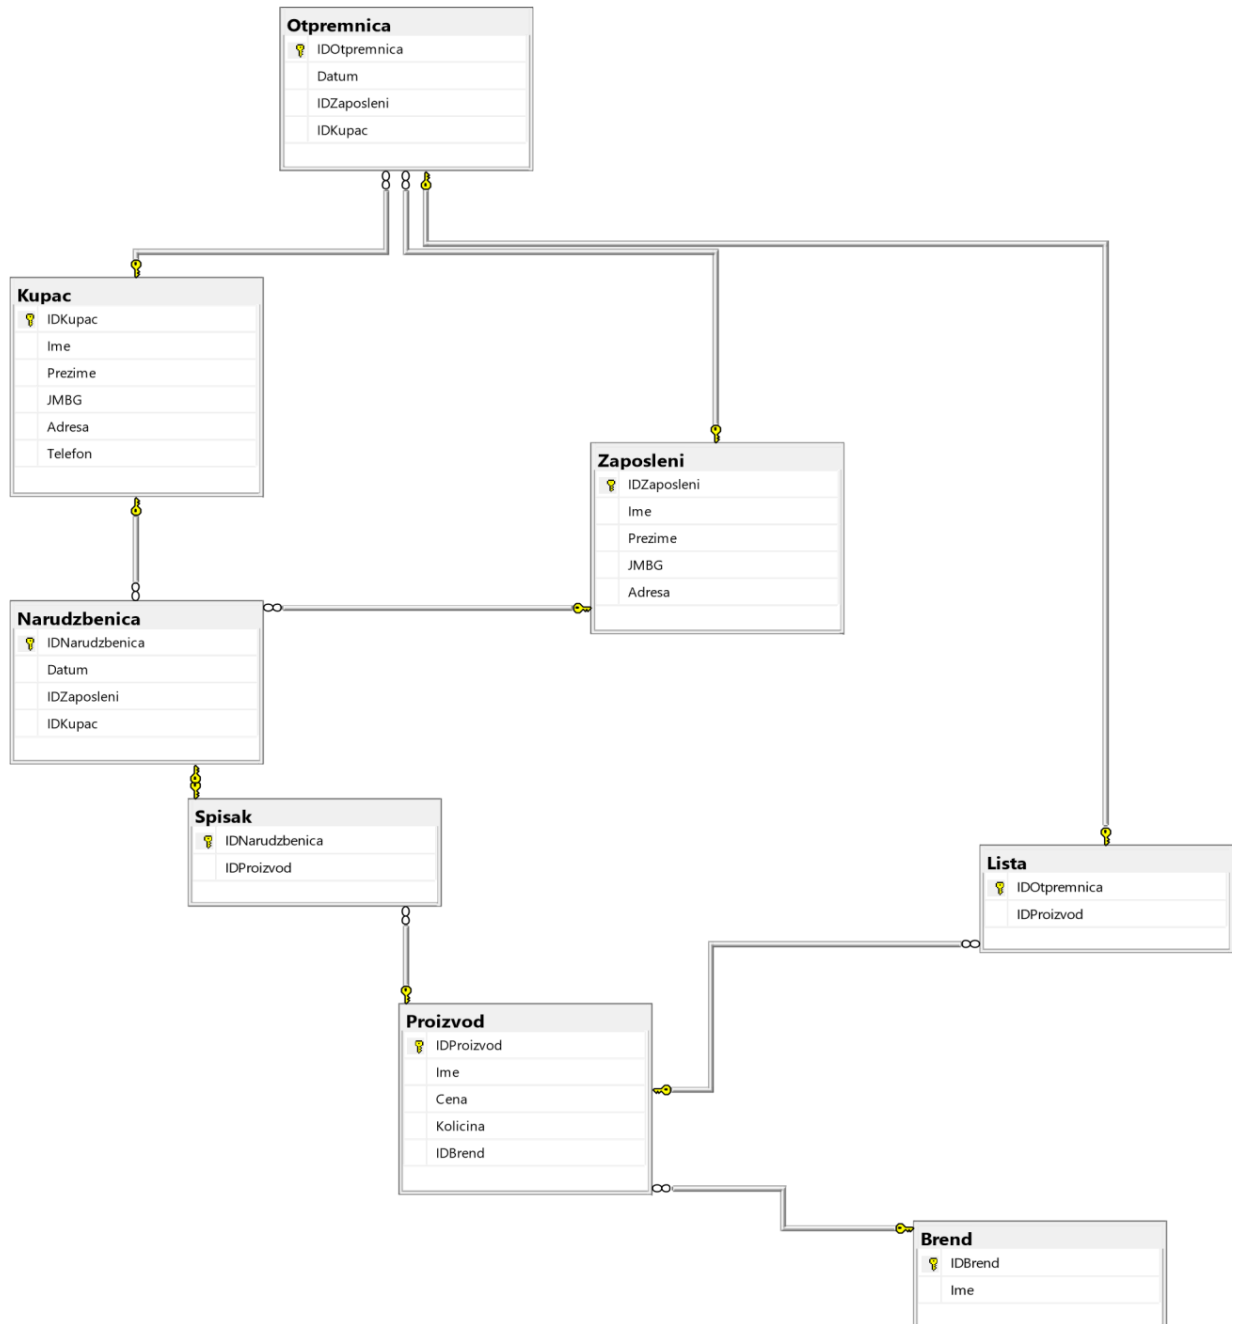 Otpremnica
IDOtpremnica
Datum
IDZaposleni
IDKupac
Kupac
IDKupac
Ime
Prezime
JMBG
Adresa
Telefon
Zaposleni
IDZaposleni
Ime
Prezime
JMBG
Adresa
Narudzbenica
IDNarudzbenica
Datum
IDZaposleni
IDKupac
Spisak
IDNarudzbenica
IDProizvod
Lista
IDOtpremnica
IDProizvod
Proizvod
IDProizvod
Ime
Cena
Kolicina
IDBrend
Brend
IDBrend
Ime